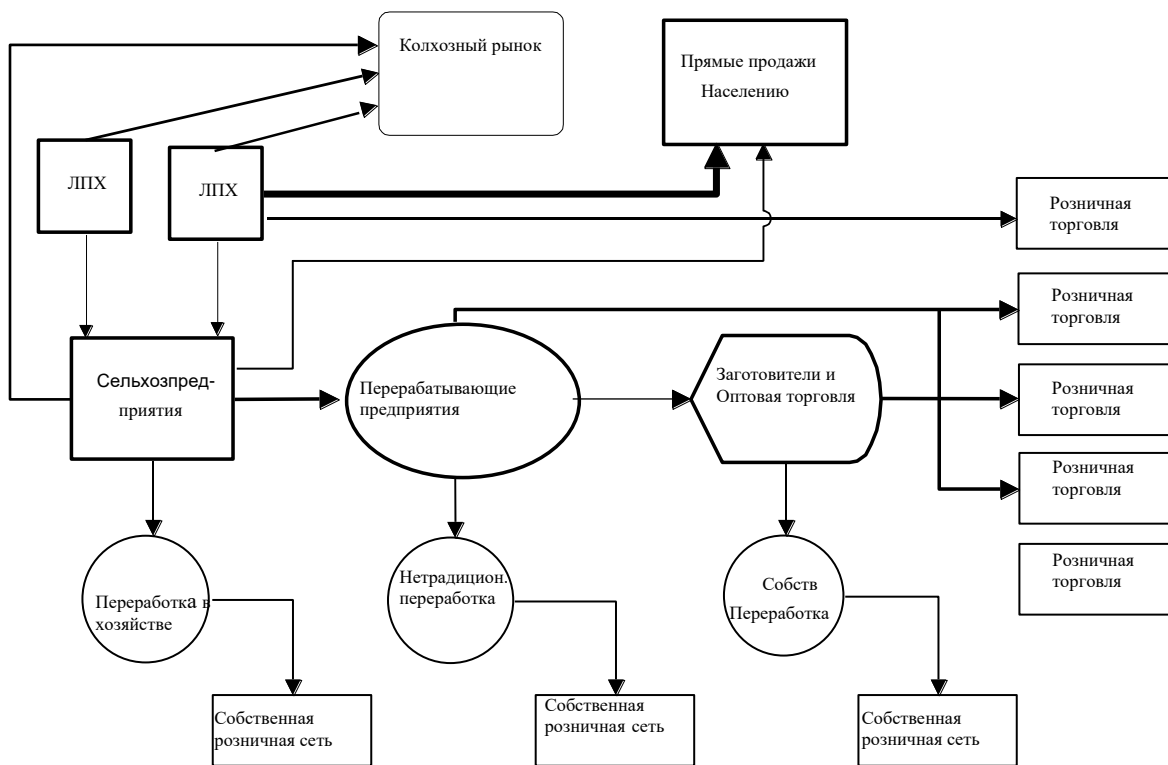 Колхозный рынок
Прямые продажи
Населению
ЛПХ
ЛПХ
Розничная
торговля
Розничная
торговля
Сельхозпред-
приятия
Перерабатывающие
предприятия
Заготовители и
Оптовая торговля
Розничная
торговля
Розничная
торговля
Розничная
торговля
Переработка в
хозяйстве
Нетрадицион.
переработка
Собств
Переработка
Собственная
розничная сеть
Собственная
розничная сеть
Собственная
розничная сеть